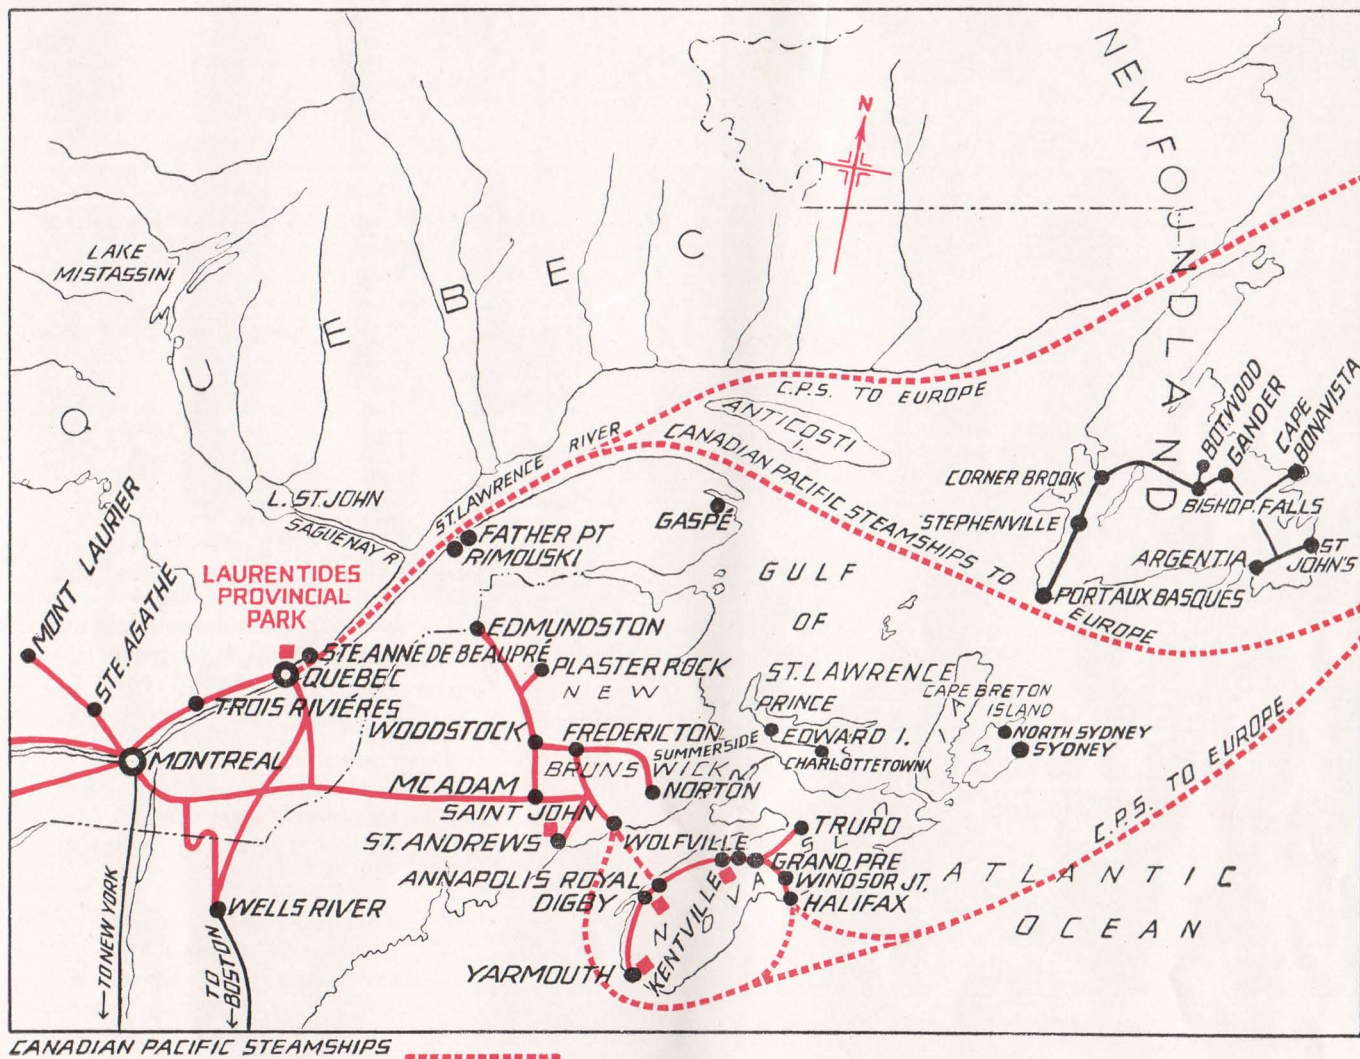 NEWFOUNDLAND
N
LAKE
MISTASSINI
QUEBEC
C.P.S. TO EUROPE
ANTICOSTI
I.
ST. LAWRENCE RIVER
CANADIAN PACIFIC STEAMSHIPS TO
EUROPE
BOTWOOD
GANDER
CAPE
BONAVISTA
CORNER BROOK
BISHOP FALLS
STEPHENVILLE
ARGENTIA
ST
JOHN'S
PORT AUX BASQUES
L. ST. JOHN
SAGUENAY R
GASPÉ
FATHER PT
RIMOUSKI
MONT LAURIER
STE. AGATHE
LAURENTIDES
PROVINCIAL
PARK
GULF
OF
ST. LAWRENCE
EDMUNDSTON
STE. ANNE DE BEAUPRÉ
PLASTER ROCK
QUEBEC
NEW
BRUNSWICK
TROIS RIVIÉRES
PRINCE
EDWARD I.
CAPE BRETON
ISLAND
NORTH SYDNEY
SYDNEY
WOODSTOCK
FREDERICTON
SUMMERSIDE
CHARLOTTETOWN
MONTREAL
MCADAM
NORTON
SAINT JOHN
ST. ANDREWS
WOLFVILLE
TRURO
GRAND PRE
WINDSOR JT.
HALIFAX
ANNAPOLIS ROYAL
DIGBY
KENTVILLE
YARMOUTH
C.P.S. TO EUROPE
ATLANTIC
OCEAN
WELLS RIVER
TO NEW YORK
TO
BOSTON
CANADIAN PACIFIC STEAMSHIPS